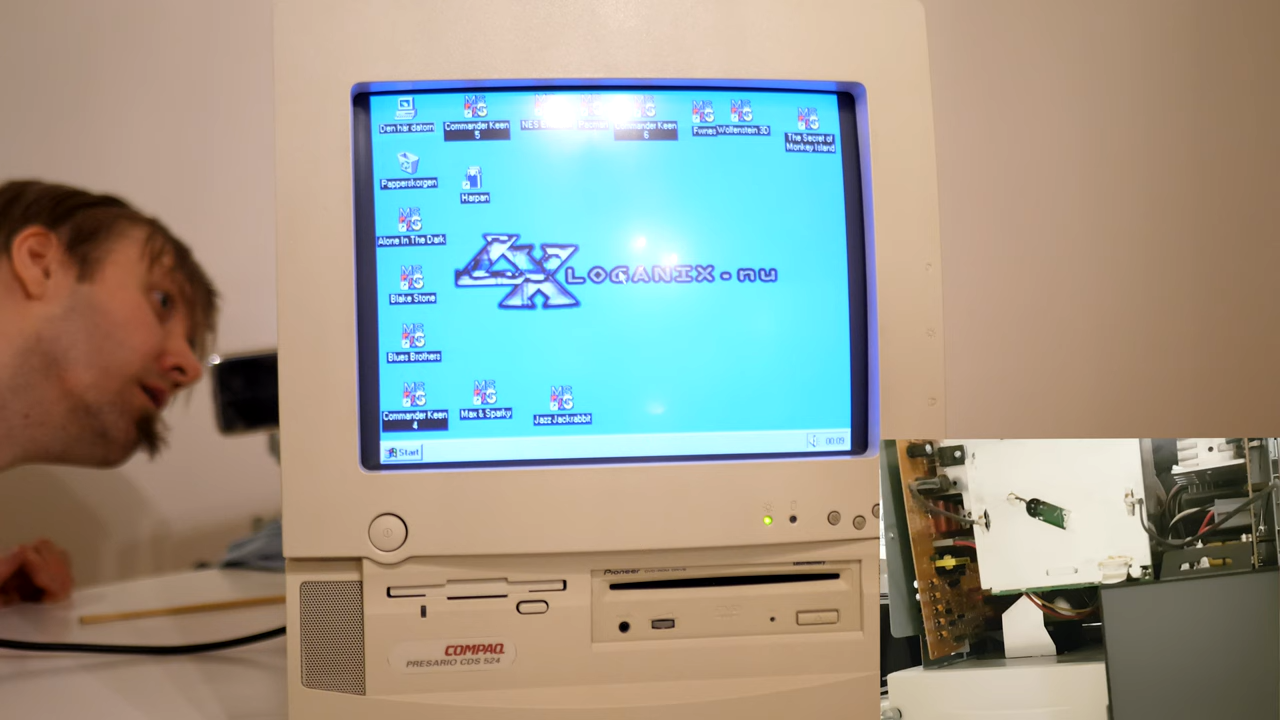 Den här datorn
Commander Keen
5
NES
Commander Keen
6
Fwnes
Wolfenstein 3D
The Secret of
Monkey Island
Papperskorgen
Harpan
Alone In The Dark
LOGANIX.nu
Blake Stone
Blues Brothers
Commander Keen
4
Max & Sparky
Jazz Jackrabbit
Start
00:09
Pioneer
COMPAQ
PRESARIO CDS 524